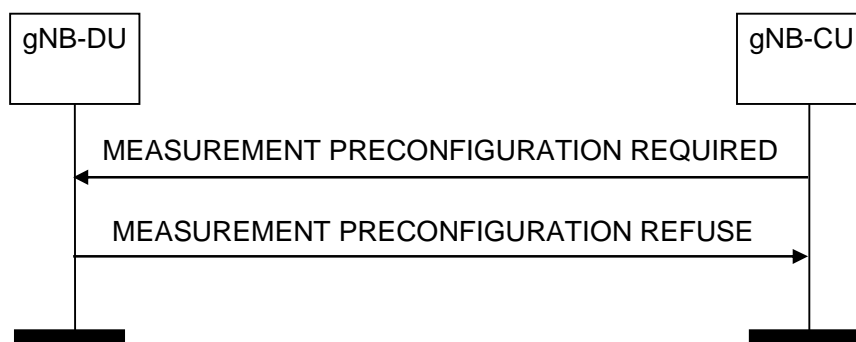 gNB-DU
gNB-CU
MEASUREMENT PRECONFIGURATION REQUIRED
MEASUREMENT PRECONFIGURATION REFUSE